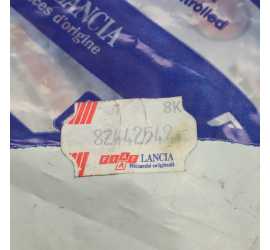 LANCIA
ces d'origine
ntrolled
8K
82442542
FIAT LANCIA
Ricambi originali